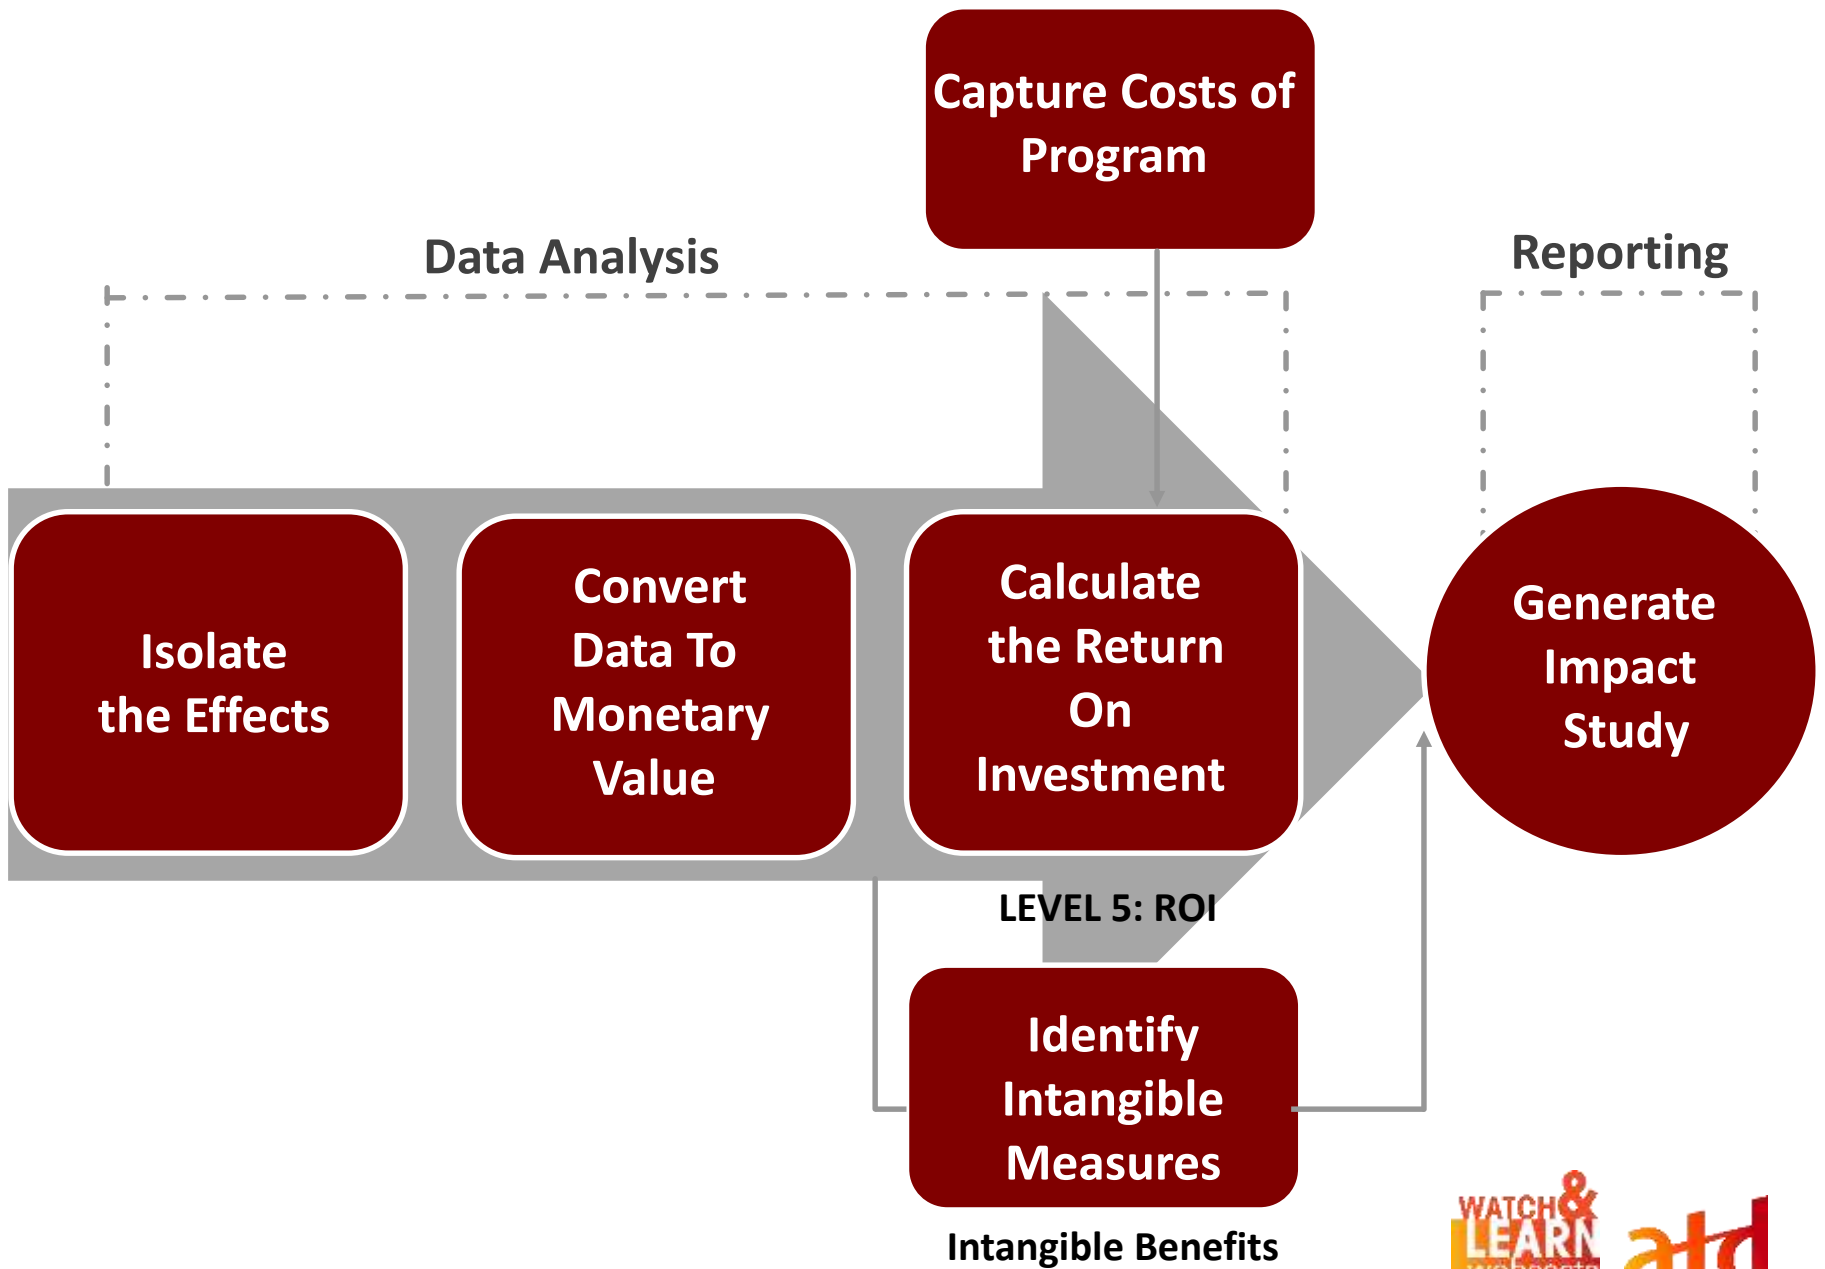 Capture Costs of
Program
Data Analysis
Reporting
Isolate
the Effects
Convert
Data To
Monetary
Value
Calculate
the Return
On
Investment
Generate
Impact
Study
LEVEL 5: ROI
Identify
Intangible
Measures
Intangible Benefits
WATCH&
LEARN
atd